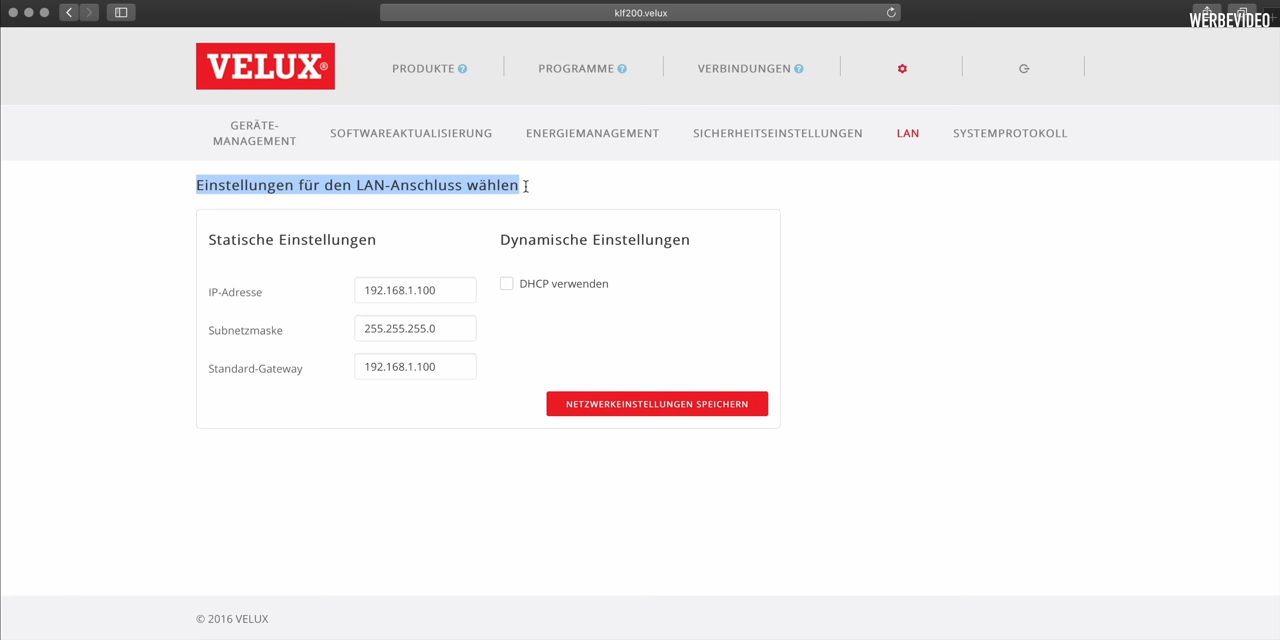 klf200.velux
WERBEVIDEO
VELUX®
PRODUKTE ?
PROGRAMME ?
VERBINDUNGEN ?
GERÄTE-
MANAGEMENT
SOFTWAREAKTUALISIERUNG
ENERGIEMANAGEMENT
SICHERHEITSEINSTELLUNGEN
LAN
SYSTEMPROTOKOLL
Einstellungen für den LAN-Anschluss wählen
Statische Einstellungen
IP-Adresse
192.168.1.100
Subnetzmaske
255.255.255.0
Standard-Gateway
192.168.1.100
Dynamische Einstellungen
DHCP verwenden
NETZWERKEINSTELLUNGEN SPEICHERN
© 2016 VELUX